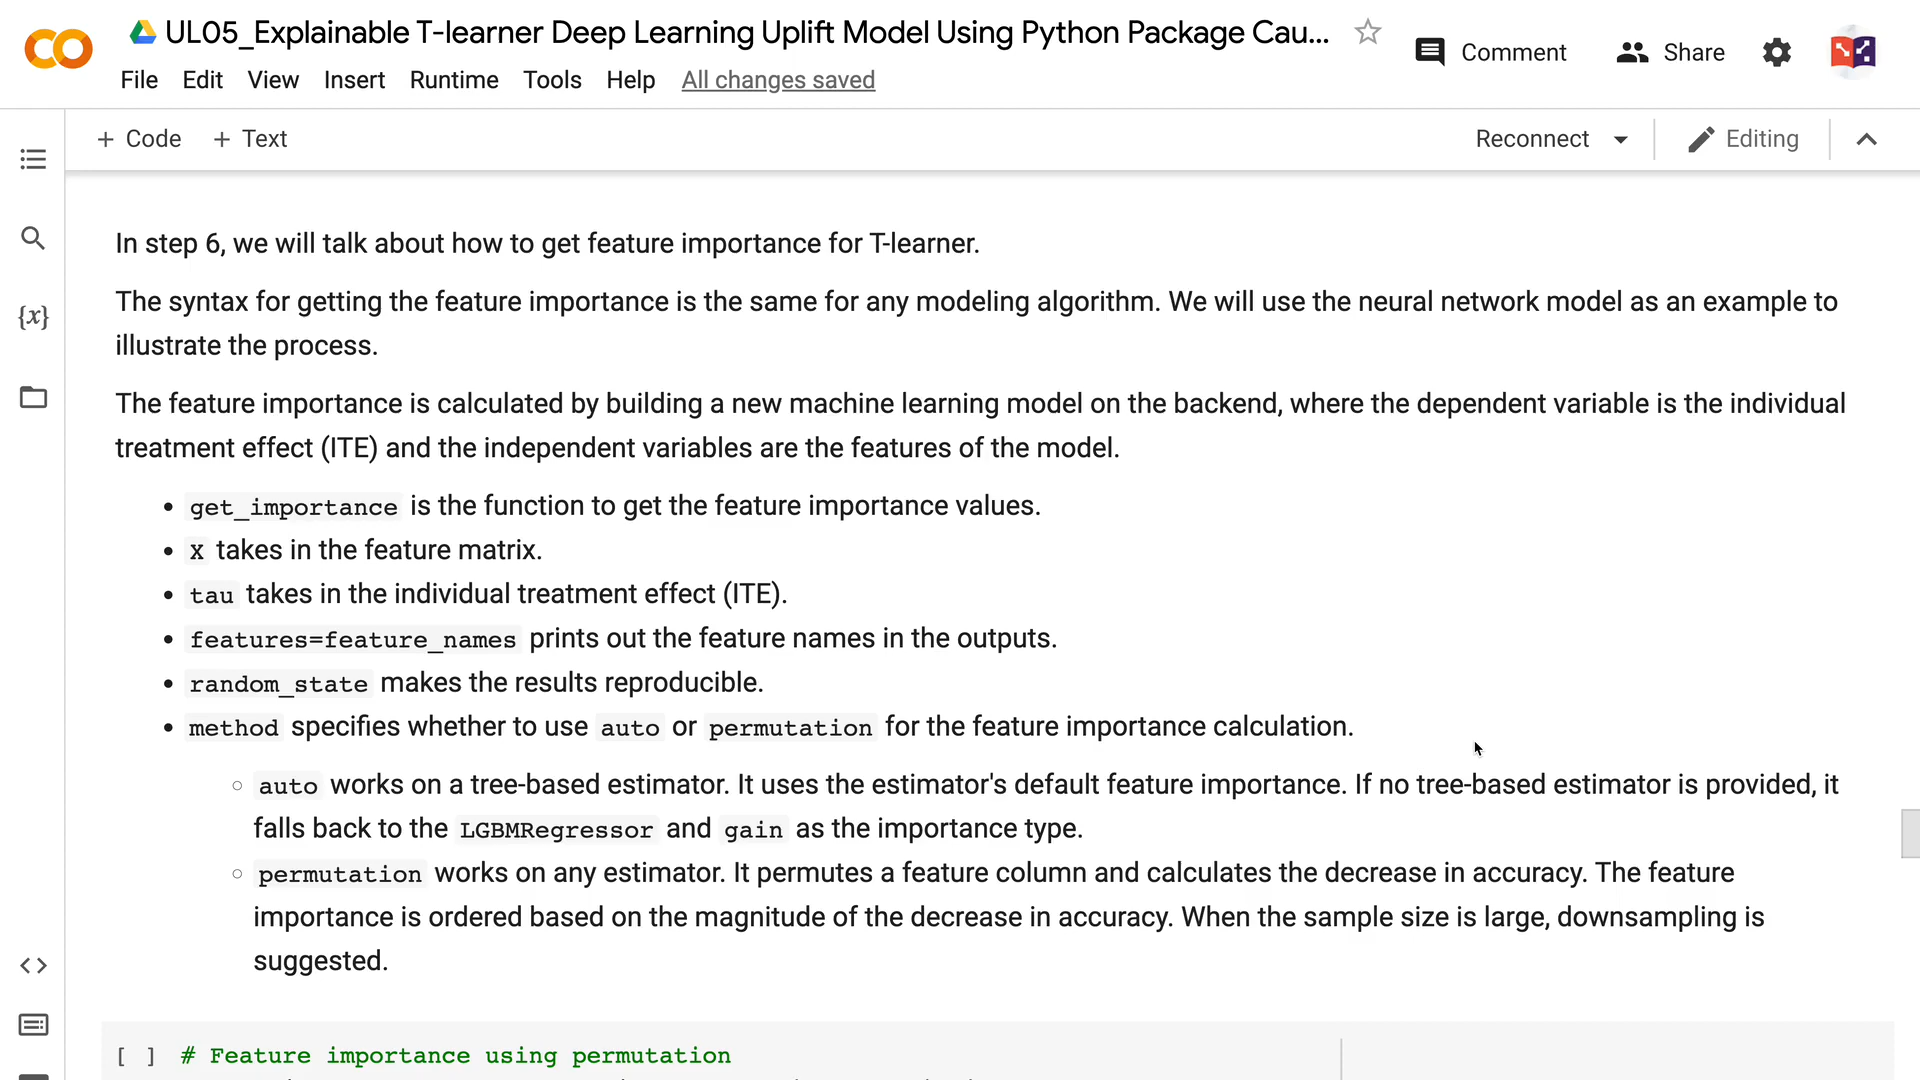 UL05_Explainable T-learner Deep Learning Uplift Model Using Python Package Cau...
Comment
Share
File Edit View Insert Runtime Tools Help All changes saved
+ Code + Text
Reconnect
Editing
In step 6, we will talk about how to get feature importance for T-learner.
The syntax for getting the feature importance is the same for any modeling algorithm. We will use the neural network model as an example to
illustrate the process.
{x}
The feature importance is calculated by building a new machine learning model on the backend, where the dependent variable is the individual
treatment effect (ITE) and the independent variables are the features of the model.
• get_importance is the function to get the feature importance values.
• X takes in the feature matrix.
• tau takes in the individual treatment effect (ITE).
• features=feature_names prints out the feature names in the outputs.
• random_state makes the results reproducible.
• method specifies whether to use auto or permutation for the feature importance calculation.
○ auto works on a tree-based estimator. It uses the estimator's default feature importance. If no tree-based estimator is provided, it
falls back to the LGBMRegressor and gain as the importance type.
○ permutation works on any estimator. It permutes a feature column and calculates the decrease in accuracy. The feature
importance is ordered based on the magnitude of the decrease in accuracy. When the sample size is large, downsampling is
suggested.
[ ] # Feature importance using permutation